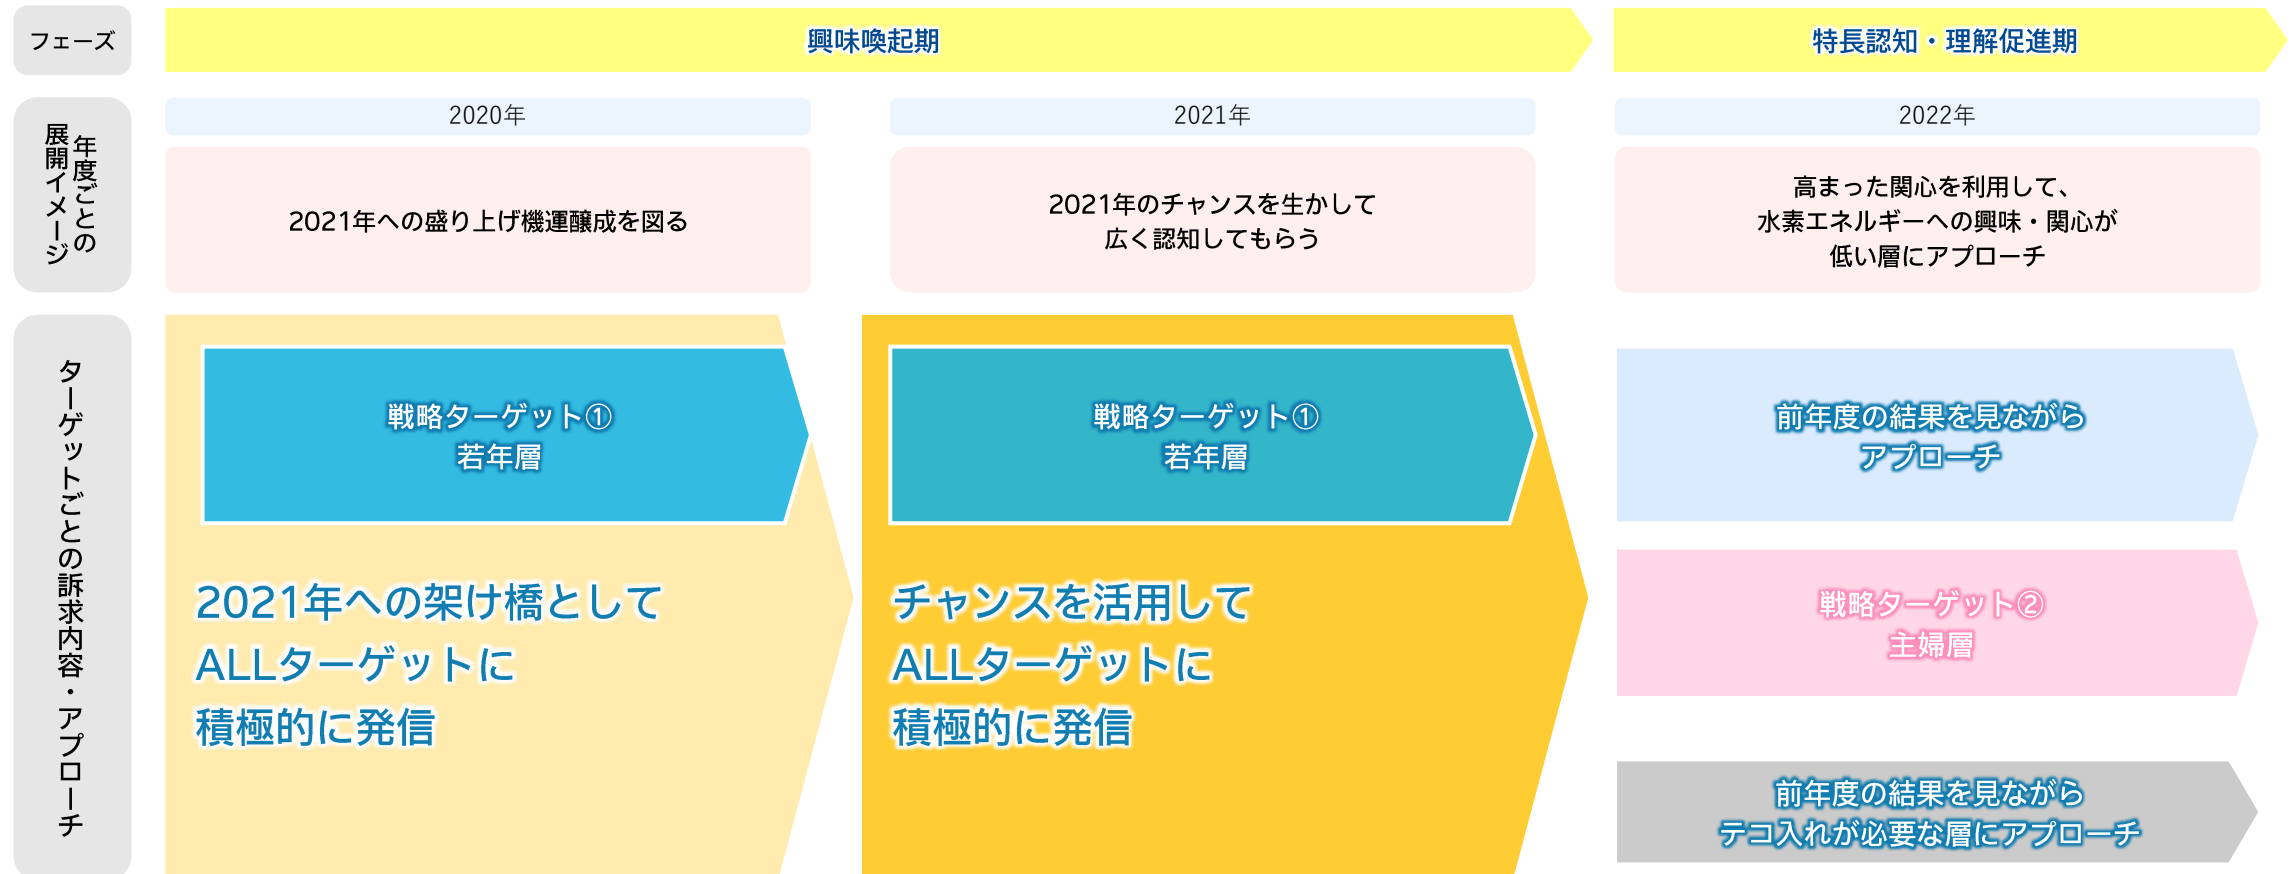 フェーズ
興味喚起期
特長認知・理解促進期
年度ごとの
展開イメージ
2020年
2021年
2022年
2021年への盛り上げ機運醸成を図る
2021年のチャンスを生かして
広く認知してもらう
高まった関心を利用して、
水素エネルギーへの興味・関心が
低い層にアプローチ
ターゲットごとの訴求内容・アプローチ
戦略ターゲット①
若年層
2021年への架け橋として
ALLターゲットに
積極的に発信
戦略ターゲット①
若年層
チャンスを活用して
ALLターゲットに
積極的に発信
前年度の結果を見ながら
アプローチ
戦略ターゲット②
主婦層
前年度の結果を見ながら
テコ入れが必要な層にアプローチ